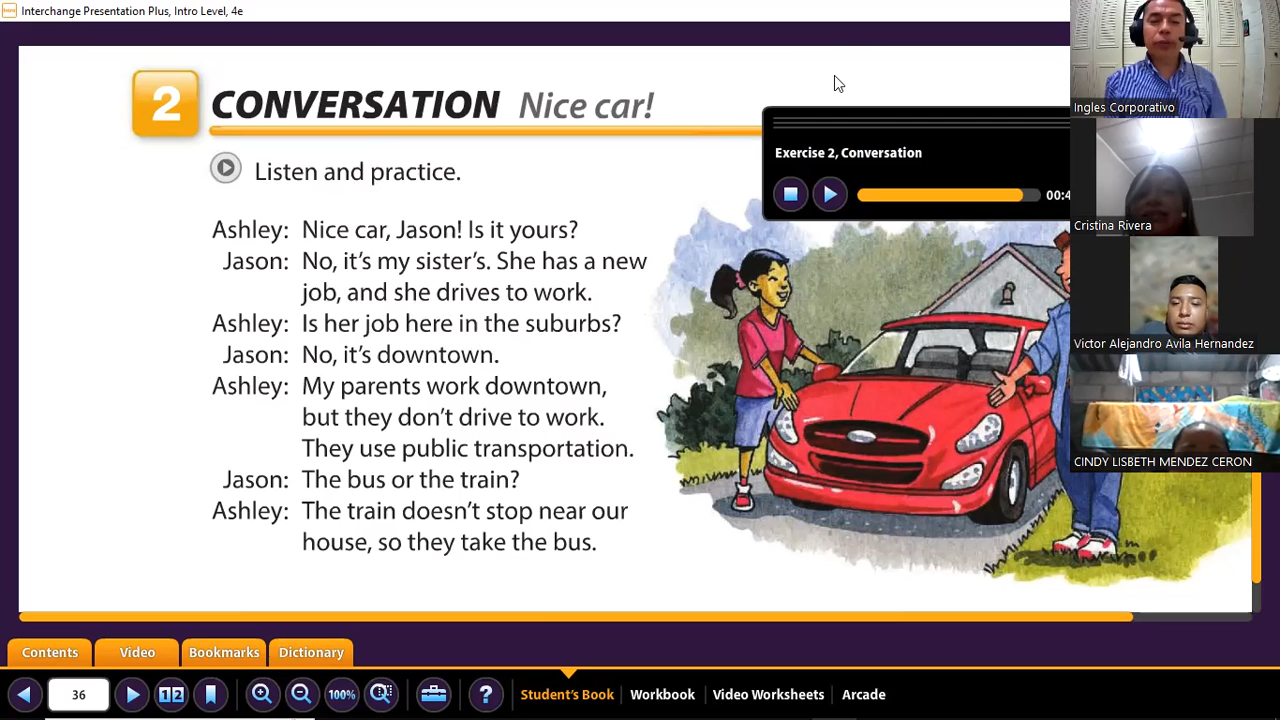 Interchange Presentation Plus, Intro Level, 4e
2 CONVERSATION Nice car!
Listen and practice.
Ashley: Nice car, Jason! Is it yours?
Jason: No, it's my sister's. She has a new
job, and she drives to work.
Ashley: Is her job here in the suburbs?
Jason: No, it's downtown.
Ashley: My parents work downtown,
but they don't drive to work.
They use public transportation.
Jason: The bus or the train?
Ashley: The train doesn't stop near our
house, so they take the bus.
Exercise 2, Conversation
00:4
Ingles Corporativo
Cristina Rivera
Victor Alejandro Avila Hernandez
CINDY LISBETH MENDEZ CERON
Contents Video Bookmarks Dictionary
36 1 2 100% ? Student's Book Workbook Video Worksheets Arcade